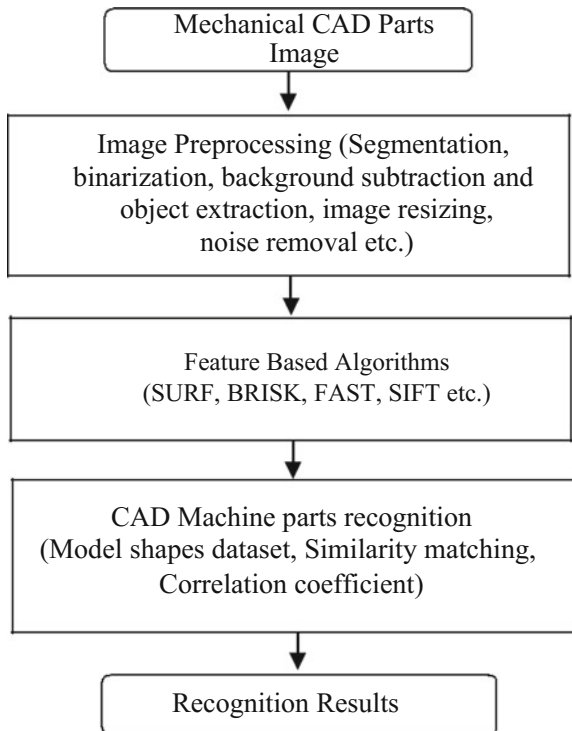 Mechanical CAD Parts
Image
Image Preprocessing (Segmentation,
binarization, background subtraction and
object extraction, image resizing,
noise removal etc.)
Feature Based Algorithms
(SURF, BRISK, FAST, SIFT etc.)
CAD Machine parts recognition
(Model shapes dataset, Similarity matching,
Correlation coefficient)
Recognition Results